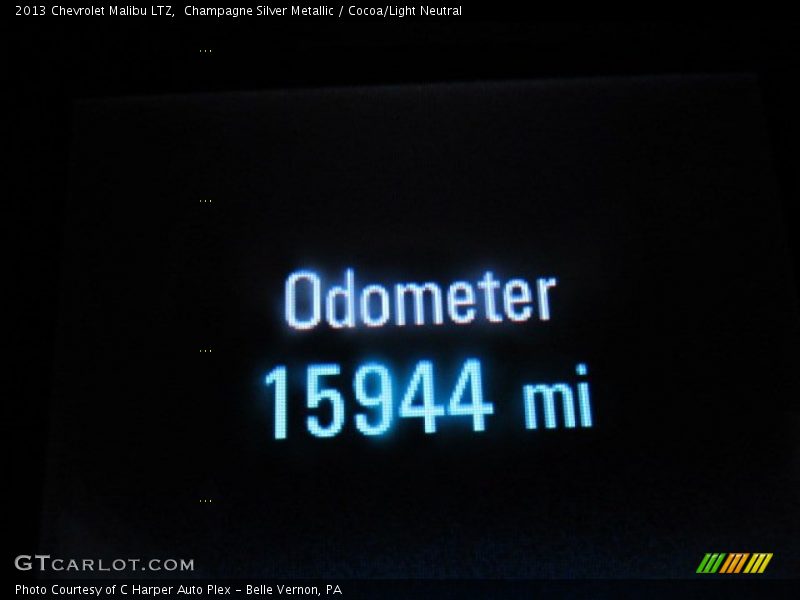 2013 Chevrolet Malibu LTZ,  Champagne Silver Metallic / Cocoa/Light Neutral
...
...
Odometer
...
15944 mi
...
GTCARLOT.COM
Photo Courtesy of C Harper Auto Plex - Belle Vernon, PA